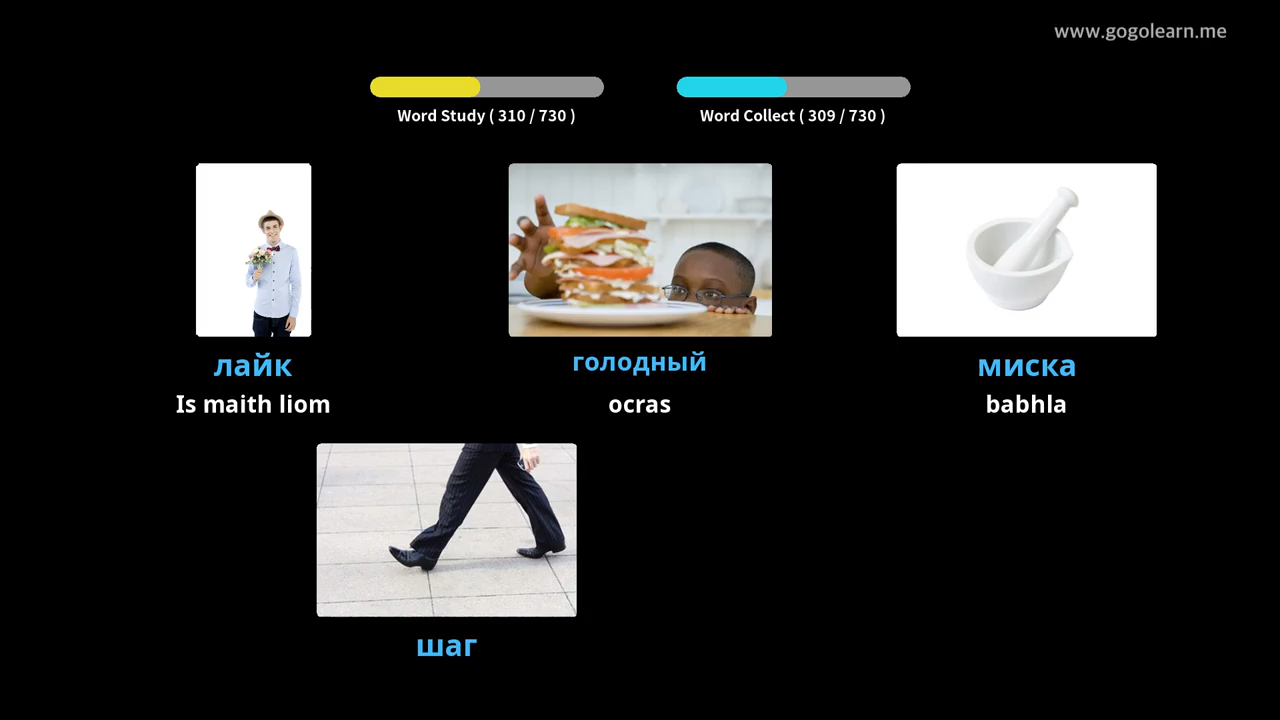 www.gogolearn.me
Word Study ( 310 / 730 )
Word Collect ( 309 / 730 )
лайк
Is maith liom
голодный
ocras
миска
babhla
шаг